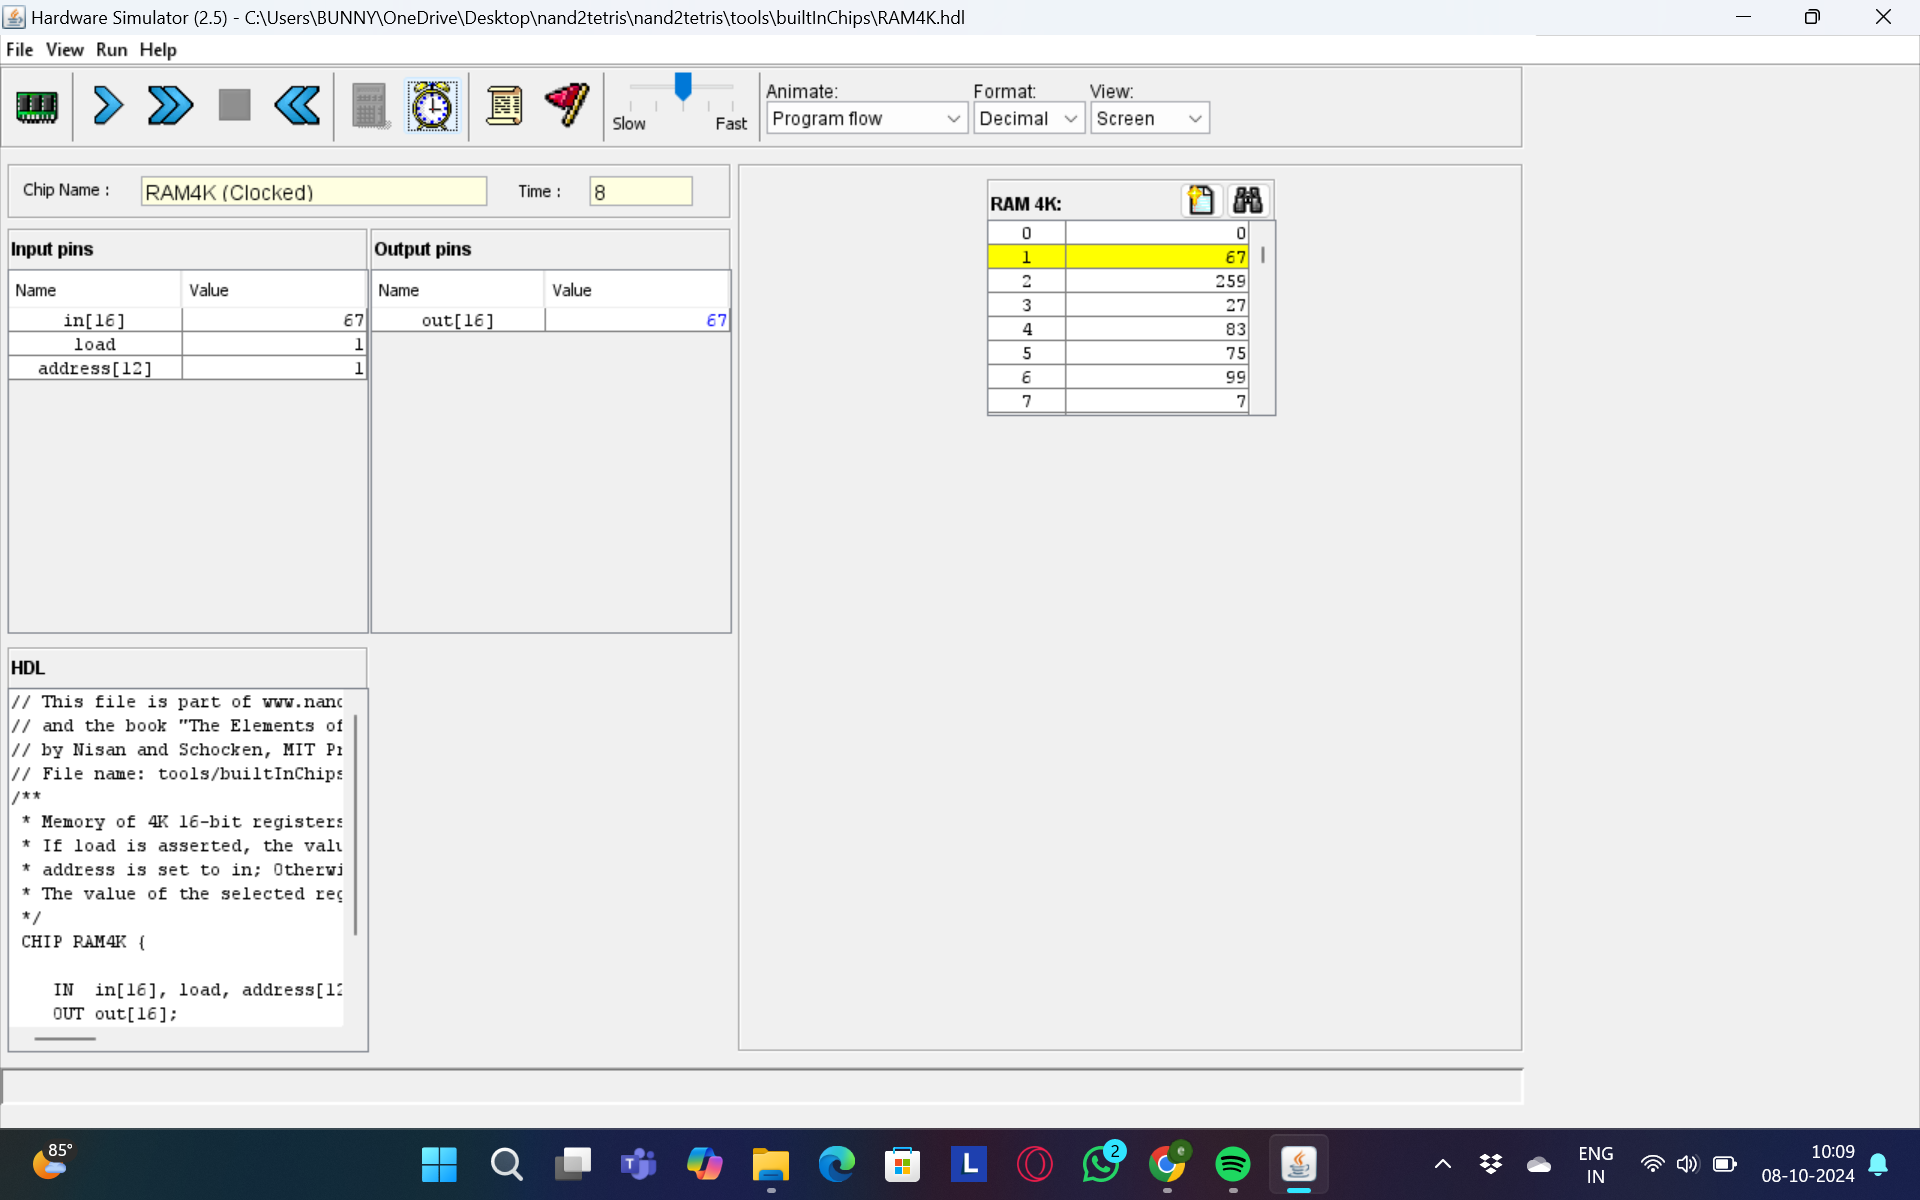 Hardware Simulator (2.5) - C:\Users\BUNNY\OneDrive\Desktop\nand2tetris\nand2tetris\tools\builtInChips\RAM4K.hdl
File View Run Help
Slow Fast
Animate:
Program flow
Format:
Decimal
View:
Screen
Chip Name : RAM4K (Clocked) Time : 8
Input pins
Name Value
in[16] 67
load 1
address[12] 1
Output pins
Name Value
out[16] 67
RAM 4K:
0 0
1 67
2 259
3 27
4 83
5 75
6 99
7 7
HDL
// This file is part of www.nand
// and the book "The Elements of
// by Nisan and Schocken, MIT Pr
// File name: tools/builtInChips
/**
* Memory of 4K 16-bit registers
* If load is asserted, the valu
* address is set to in; Otherwi
* The value of the selected reg
*/
CHIP RAM4K {
IN in[16], load, address[12
OUT out[16];
85°
L
2
e
ENG
IN
10:09
08-10-2024